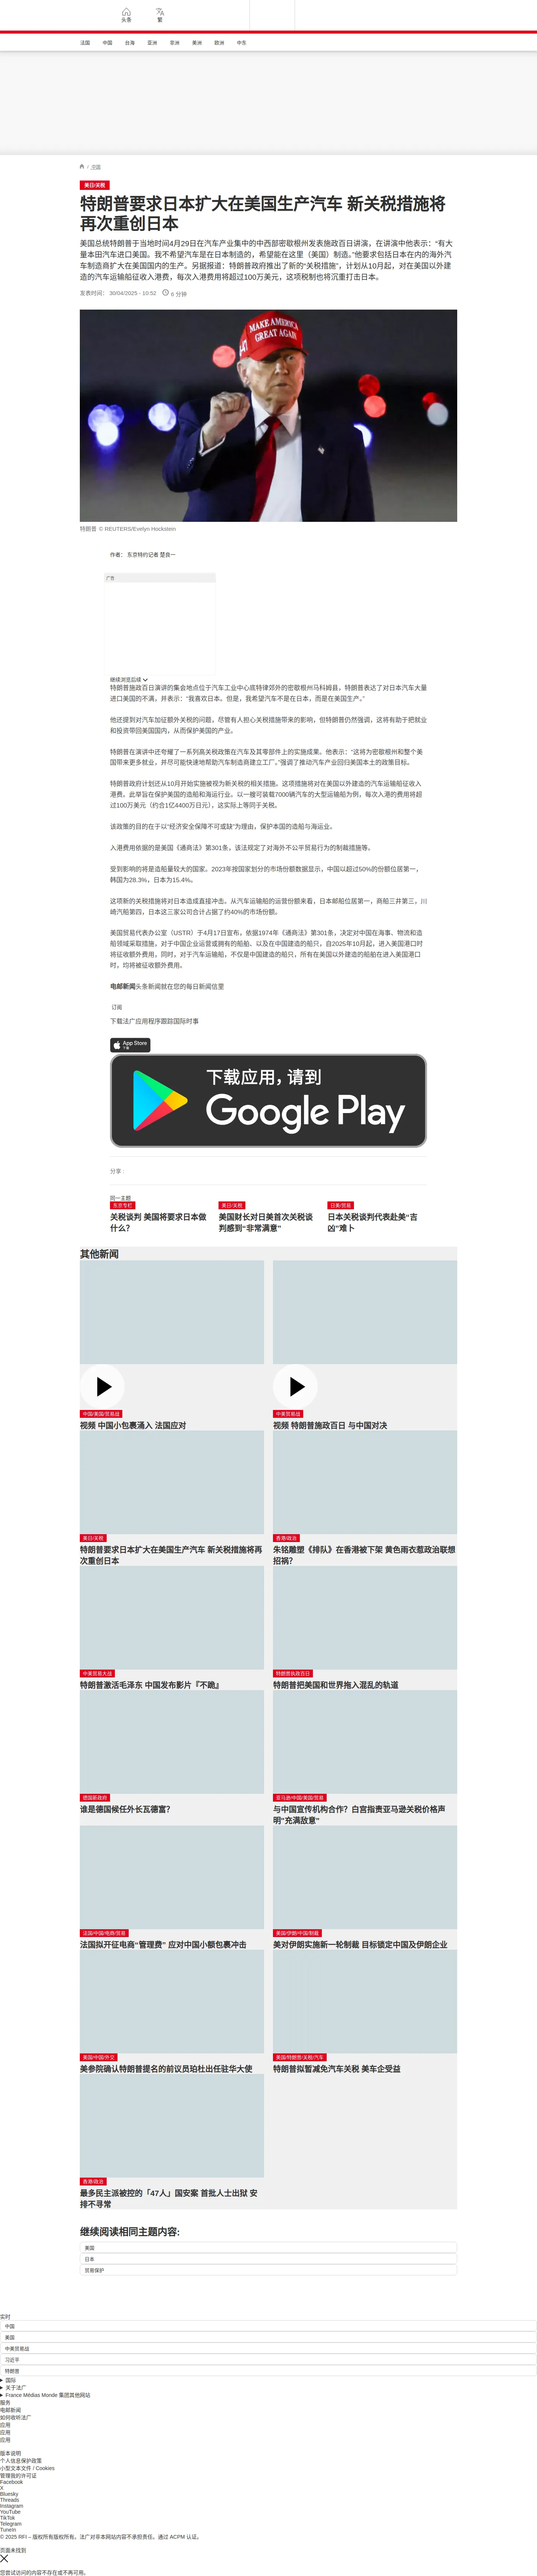 头条
繁
法国
中国
台海
亚洲
非洲
美洲
欧洲
中东
/ 美国
美日/关税
特朗普要求日本扩大在美国生产汽车 新关税措施将
再次重创日本
美国总统特朗普于当地时间4月29日在汽车产业集中的中西部密歇根州发表施政百日讲演，在讲演中他表示：“有大
量本田汽车进口美国。我不希望汽车是在日本制造的，希望能在这里（美国）制造。”他要求包括日本在内的海外汽
车制造商扩大在美国国内的生产。另据报道：特朗普政府推出了新的“关税措施”，计划从10月起，对在美国以外建
造的汽车运输船征收入港费，每次入港费用将超过100万美元，这项税制也将沉重打击日本。
发表时间： 30/04/2025 - 10:52
6 分钟
MAKE AMERICA
GREAT AGAIN
特朗普 © REUTERS/Evelyn Hockstein
作者： 东京特约记者 楚良一
广告
继续浏览后续
特朗普施政百日演讲的集会地点位于汽车工业中心底特律郊外的密歇根州马科姆县，特朗普表达了对日本汽车大量
进口美国的不满，并表示：“我喜欢日本。但是，我希望汽车不是在日本，而是在美国生产。”
他还提到对汽车加征额外关税的问题，尽管有人担心关税措施带来的影响，但特朗普仍然强调，这将有助于把就业
和投资带回美国国内，从而保护美国的产业。
特朗普在演讲中还夸耀了一系列高关税政策在汽车及其零部件上的实施成果。他表示：“这将为密歇根州和整个美
国带来更多就业，并尽可能快速地帮助汽车制造商建立工厂。”强调了推动汽车产业回归美国本土的政策目标。
特朗普政府计划还从10月开始实施被视为新关税的相关措施。这项措施将对在美国以外建造的汽车运输船征收入
港费。此举旨在保护美国的造船和海运行业。以一艘可装载7000辆汽车的大型运输船为例，每次入港的费用将超
过100万美元（约合1亿4400万日元），这实际上等同于关税。
该政策的目的在于以“经济安全保障不可或缺”为理由，保护本国的造船与海运业。
入港费用依据的是美国《通商法》第301条，该法规定了对海外不公平贸易行为的制裁措施等。
受到影响的将是造船量较大的国家。2023年按国家划分的市场份额数据显示，中国以超过50%的份额位居第一，
韩国为28.3%，日本为15.4%。
这项新的关税措施将对日本造成直接冲击。从汽车运输船的运营份额来看，日本邮船位居第一，商船三井第三，川
崎汽船第四，日本这三家公司合计占据了约40%的市场份额。
美国贸易代表办公室（USTR）于4月17日宣布，依据1974年《通商法》第301条，决定对中国在海事、物流和造
船领域采取措施，对于中国企业运营或拥有的船舶、以及在中国建造的船只，自2025年10月起，进入美国港口时
将征收额外费用。同时，对于汽车运输船，不仅是中国建造的船只，所有在美国以外建造的船舶在进入美国港口
时，均将被征收额外费用。
电邮新闻头条新闻就在您的每日新闻信里
订阅
下载法广应用程序跟踪国际时事
App Store
下载
下载应用，请到
Google Play
分享 :
同一主题
东京专栏
关税谈判 美国将要求日本做
什么？
美日/关税
美国财长对日美首次关税谈
判感到“非常满意”
日美/贸易
日本关税谈判代表赴美“吉
凶”难卜
其他新闻
中国/美国/贸易战
视频 中国小包裹涌入 法国应对
中美贸易战
视频 特朗普施政百日 与中国对决
美日/关税
特朗普要求日本扩大在美国生产汽车 新关税措施将再
次重创日本
香港/政治
朱铭雕塑《排队》在香港被下架 黄色雨衣惹政治联想
招祸？
中美贸易大战
特朗普激活毛泽东 中国发布影片『不跪』
特朗普执政百日
特朗普把美国和世界拖入混乱的轨道
德国新政府
谁是德国候任外长瓦德富？
亚马逊/中国/美国/贸易
与中国宣传机构合作？白宫指责亚马逊关税价格声
明"充满敌意"
法国/中国/电商/贸易
法国拟开征电商“管理费” 应对中国小额包裹冲击
美国/伊朗/中国/制裁
美对伊朗实施新一轮制裁 目标锁定中国及伊朗企业
美国/中国/外交
美参院确认特朗普提名的前议员珀杜出任驻华大使
美国/特朗普/关税/汽车
特朗普拟暂减免汽车关税 美车企受益
香港/政治
最多民主派被控的「47人」国安案 首批人士出狱 安
排不寻常
继续阅读相同主题内容:
美国
日本
贸易保护
实时
中国
美国
中美贸易战
习近平
特朗普
国际
关于法广
France Médias Monde 集团其他网站
服务
电邮新闻
如何收听法广
应用
应用
应用
版本说明
个人信息保护政策
小型文本文件 / Cookies
管理我的许可证
Facebook
X
Bluesky
Threads
Instagram
YouTube
TikTok
Telegram
TuneIn
© 2025 RFI – 版权所有版权所有。法广对非本网站内容不承担责任。通过 ACPM 认证。
页面未找到
您尝试访问的内容不存在或不再可用。